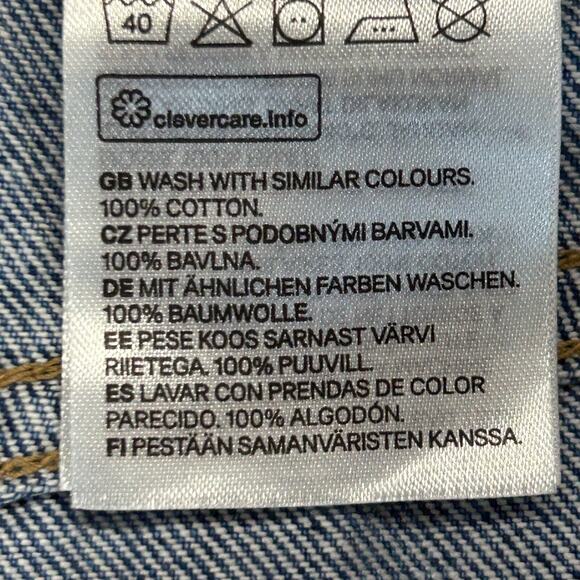 40
clevercare.info
GB WASH WITH SIMILAR COLOURS.
100% COTTON.
CZ PERTE S PODOBNÝMI BARVAMI.
100% BAVLNA.
DE MIT ÄHNLICHEN FARBEN WASCHEN.
100% BAUMWOLLE.
EE PESE KOOS SARNAST VÄRVI
RIIETEGA. 100% PUUVILL.
ES LAVAR CON PRENDAS DE COLOR
PARECIDO. 100% ALGODÓN.
FI PESTÄÄN SAMANVÄRISTEN KANSSA.